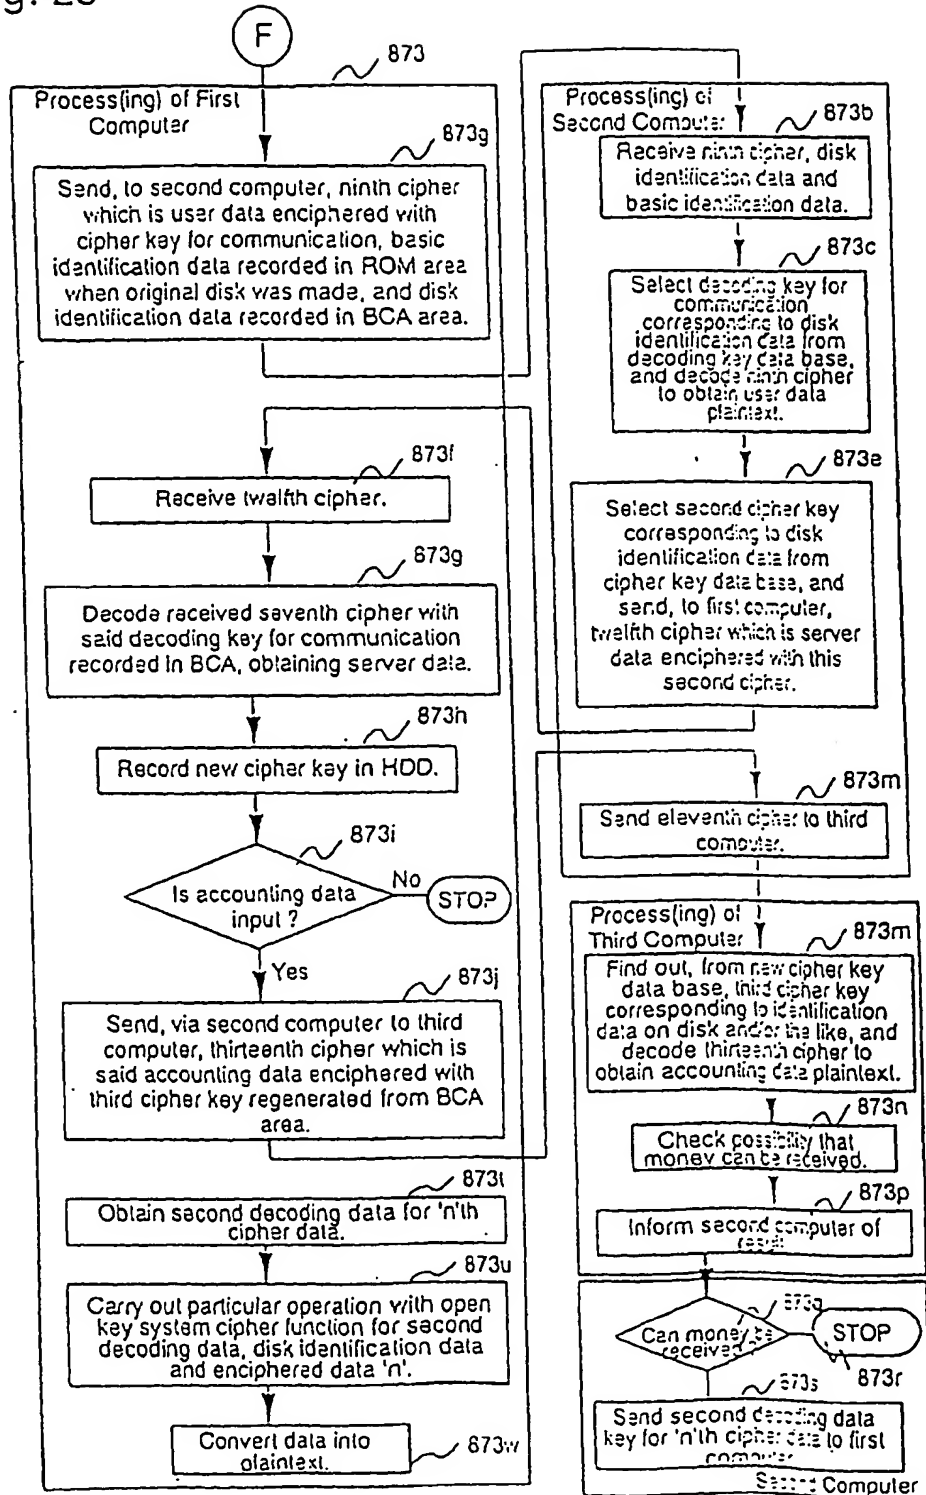 g. 28
F
873
Process(ing) of First
Computer
873g
Send, to second computer, ninth cipher
which is user data enciphered with
cipher key for communication, basic
identification data recorded in ROM area
when original disk was made, and disk
identification data recorded in BCA area.
873f
Receive twelfth cipher.
873g
Decode received seventh cipher with
said decoding key for communication
recorded in BCA, obtaining server data.
873h
Record new cipher key in HDD.
873i
Is accounting data
input ?
No
STOP
Yes
873j
Send, via second computer to third
computer, thirteenth cipher which is
said accounting data enciphered with
third cipher key regenerated from BCA
area.
873t
Obtain second decoding data for 'n'th
cipher data.
873u
Carry out particular operation with open
key system cipher function for second
decoding data, disk identification data
and enciphered data 'n'.
Convert data into
plaintext.
873w
Process(ing) of
Second Computer
873b
Receive ninth cipher, disk
identification data and
basic identification data.
873c
Select decoding key for
communication
corresponding to disk
identification data from
decoding key data base,
and decode ninth cipher
to obtain user data
plaintext.
873e
Select second cipher key
corresponding to disk
identification data from
cipher key data base, and
send, to first computer,
twelfth cipher which is server
data enciphered with this
second cipher.
873m
Send eleventh cipher to third
computer.
Process(ing) of
Third Computer
873m
Find out, from new cipher key
data base, third cipher key
corresponding to identification
data on disk and/or the like, and
decode thirteenth cipher to
obtain accounting data plaintext.
873n
Check possibility that
money can be received.
873p
Inform second computer of
result
873q
Can money be
received
STOP
873r
873s
Send second decoding data
key for 'n'th cipher data to first
computer
Second Computer